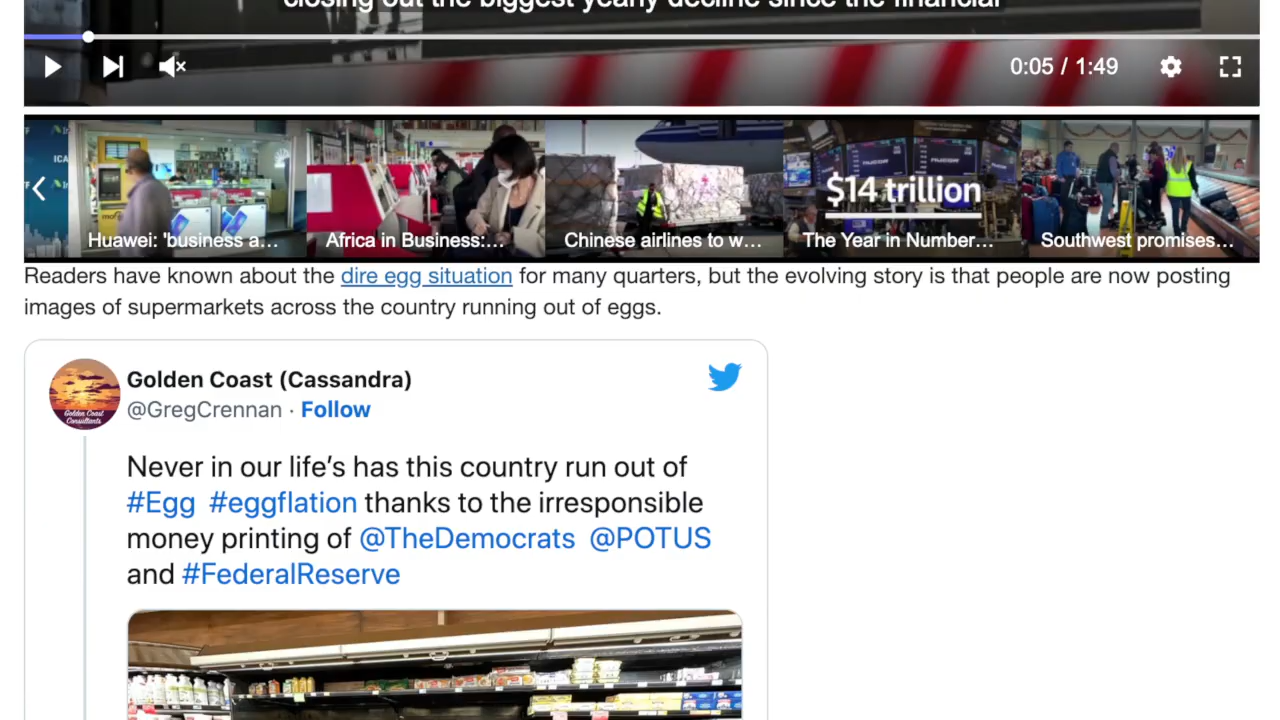 closing out the biggest yearly decline since the financial
0:05 / 1:49
ICA
Huawei: 'business a...
Africa in Business:...
Chinese airlines to w...
$14 trillion
The Year in Number...
Southwest promises...
Readers have known about the dire egg situation for many quarters, but the evolving story is that people are now posting
images of supermarkets across the country running out of eggs.
Golden Coast (Cassandra)
@GregCrennan · Follow
Golden Coast
Consultants
Never in our life’s has this country run out of
#Egg #eggflation thanks to the irresponsible
money printing of @TheDemocrats @POTUS
and #FederalReserve